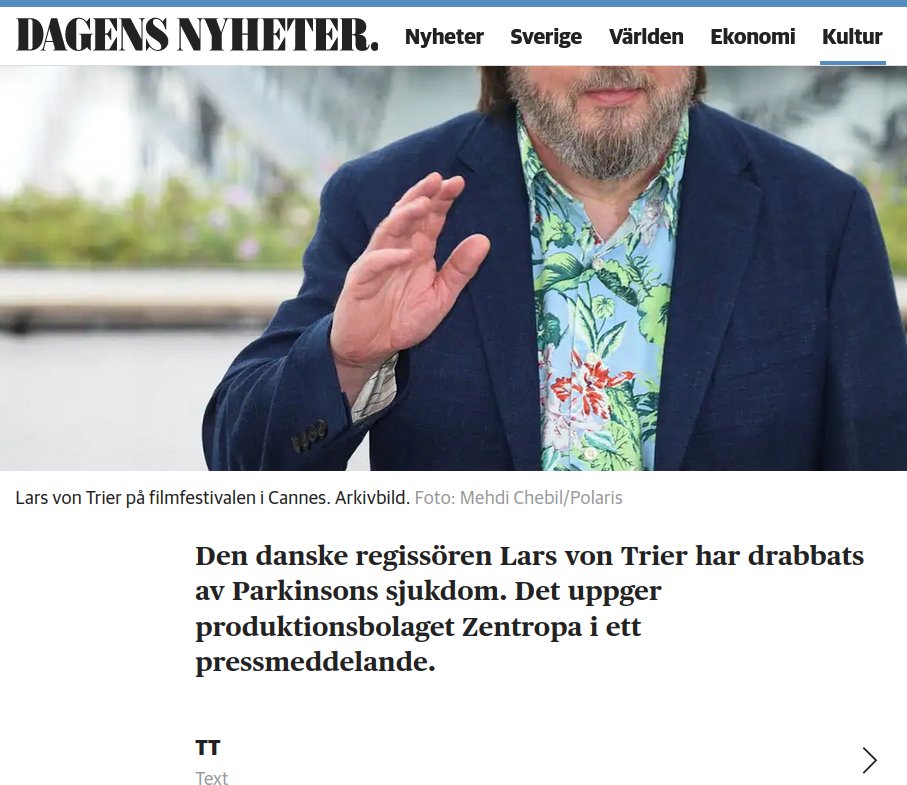 DAGENS NYHETER.
Nyheter Sverige Världen Ekonomi Kultur
Lars von Trier på filmfestivalen i Cannes. Arkivbild. Foto: Mehdi Chebil/Polaris
Den danske regissören Lars von Trier har drabbats
av Parkinsons sjukdom. Det uppger
produktionsbolaget Zentropa i ett
pressmeddelande.
TT
Text